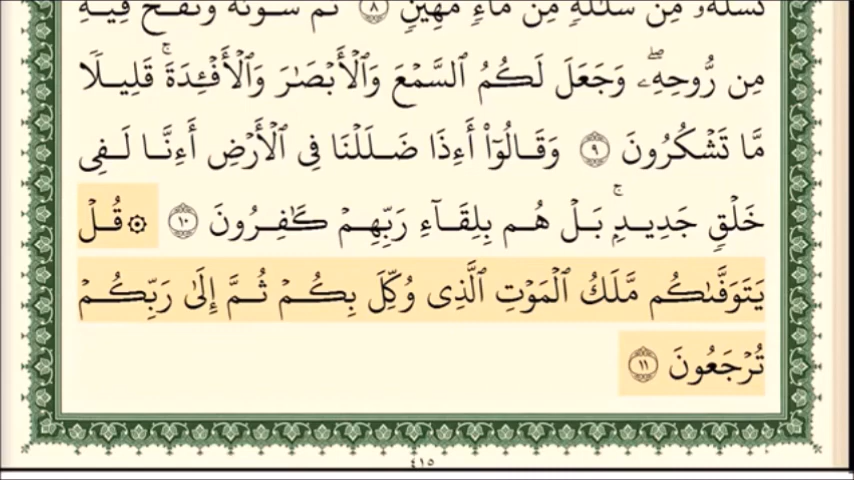 نَسْلَهُۥ مِن سُلَـٰلَةٍ مِّن مَّآءٍ مَّهِينٍ ٨ ثُمَّ سَوَّىٰهُ وَنَفَخَ فِيهِ
مِن رُّوحِهِۦۖ وَجَعَلَ لَكُمُ ٱلسَّمْعَ وَٱلْأَبْصَـٰرَ وَٱلْأَفْـِٔدَةَۚ قَلِيلًا
مَّا تَشْكُرُونَ ٩ وَقَالُوٓا۟ أَءِذَا ضَلَلْنَا فِى ٱلْأَرْضِ أَءِنَّا لَفِى
خَلْقٍ جَدِيدٍۭۚ بَلْ هُم بِلِقَآءِ رَبِّهِمْ كَـٰفِرُونَ ١٠ ۞ قُلْ
يَتَوَفَّىٰكُم مَّلَكُ ٱلْمَوْتِ ٱلَّذِى وُكِّلَ بِكُمْ ثُمَّ إِلَىٰ رَبِّكُمْ
تُرْجَعُونَ ١١
٤١٥